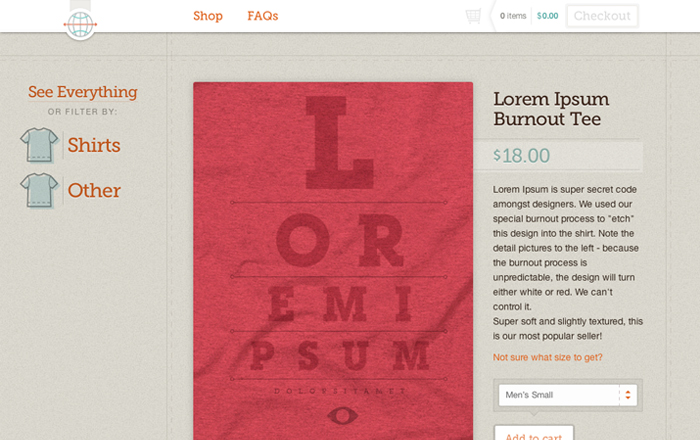 Shop FAQs
0 items $0.00 Checkout
See Everything
OR FILTER BY:
Shirts
Other
L
OR
EMI
PSUM
DOLORSITAMET
Lorem Ipsum
Burnout Tee
$18.00
Lorem Ipsum is super secret code
amongst designers. We used our
special burnout process to "etch"
this design into the shirt. Note the
detail pictures to the left - because
the burnout process is
unpredictable, the design will turn
either white or red. We can't
control it.
Super soft and slightly textured, this
is our most popular seller!
Not sure what size to get?
Men's Small
Add to cart